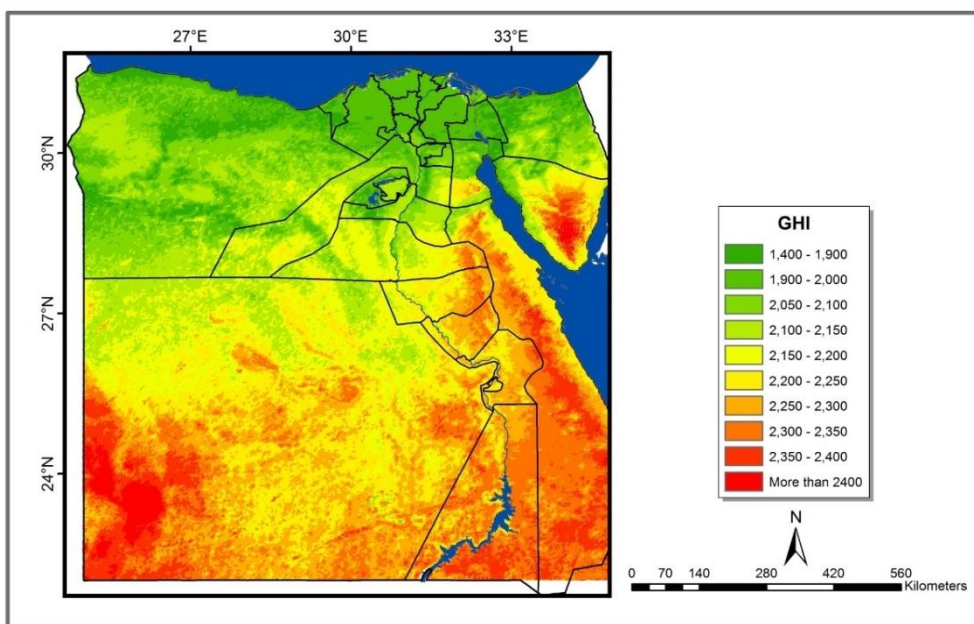 27°E 30°E 33°E
30°N
27°N
24°N
GHI
1,400 - 1,900
1,900 - 2,000
2,050 - 2,100
2,100 - 2,150
2,150 - 2,200
2,200 - 2,250
2,250 - 2,300
2,300 - 2,350
2,350 - 2,400
More than 2400
N
0 70 140 280 420 560
Kilometers